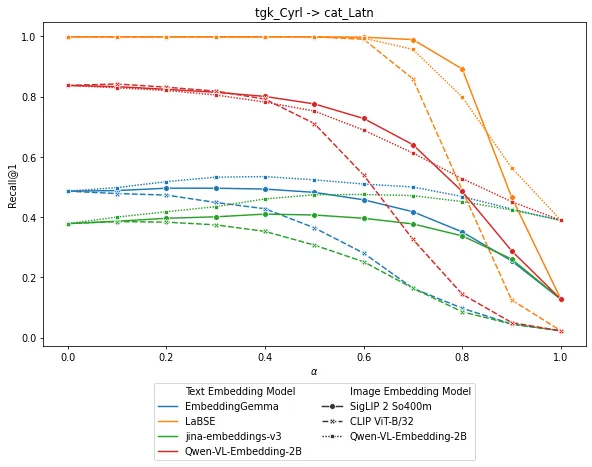 tgk_Cyrl -> cat_Latn
Recall@1
1.0
0.8
0.6
0.4
0.2
0.0
0.0 0.2 0.4 0.6 0.8 1.0
α
Text Embedding Model Image Embedding Model
EmbeddingGemma SigLIP 2 So400m
LaBSE CLIP ViT-B/32
jina-embeddings-v3 Qwen-VL-Embedding-2B
Qwen-VL-Embedding-2B